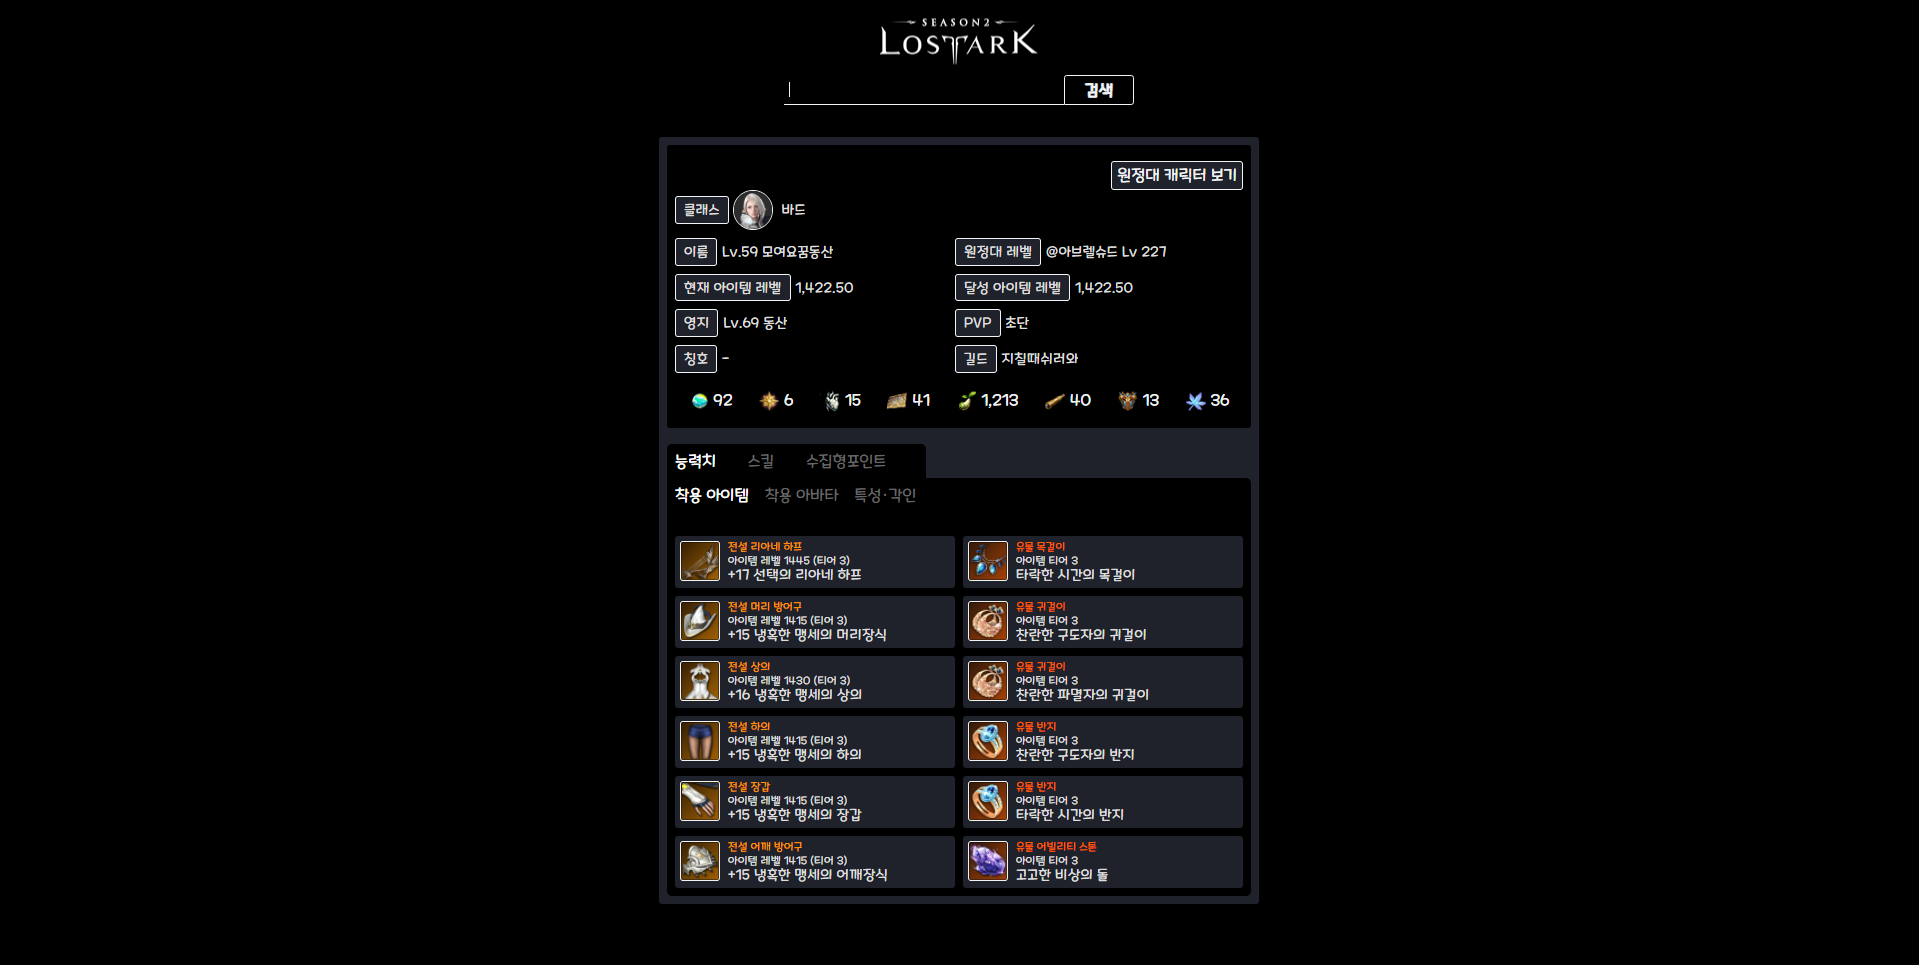 SEASON2
LOSTARK
검색
원정대 캐릭터 보기
클래스 바드
이름 Lv.59 모여요꿈동산
원정대 레벨 @아브렐슈드 Lv 227
현재 아이템 레벨 1,422.50
달성 아이템 레벨 1,422.50
영지 Lv.69 동산
PVP 초단
칭호 -
길드 지칠때쉬러와
92 6 15 41 1,213 40 13 36
능력치 스킬 수집형포인트
착용 아이템 착용 아바타 특성·각인
전설 리아네 하프
아이템 레벨 1445 (티어 3)
+17 선택의 리아네 하프
유물 목걸이
아이템 티어 3
타락한 시간의 목걸이
전설 머리 방어구
아이템 레벨 1415 (티어 3)
+15 냉혹한 맹세의 머리장식
유물 귀걸이
아이템 티어 3
찬란한 구도자의 귀걸이
전설 상의
아이템 레벨 1430 (티어 3)
+16 냉혹한 맹세의 상의
유물 귀걸이
아이템 티어 3
찬란한 파멸자의 귀걸이
전설 하의
아이템 레벨 1415 (티어 3)
+15 냉혹한 맹세의 하의
유물 반지
아이템 티어 3
찬란한 구도자의 반지
전설 장갑
아이템 레벨 1415 (티어 3)
+15 냉혹한 맹세의 장갑
유물 반지
아이템 티어 3
타락한 시간의 반지
전설 어깨 방어구
아이템 레벨 1415 (티어 3)
+15 냉혹한 맹세의 어깨장식
유물 어빌리티 스톤
아이템 티어 3
고고한 비상의 돌